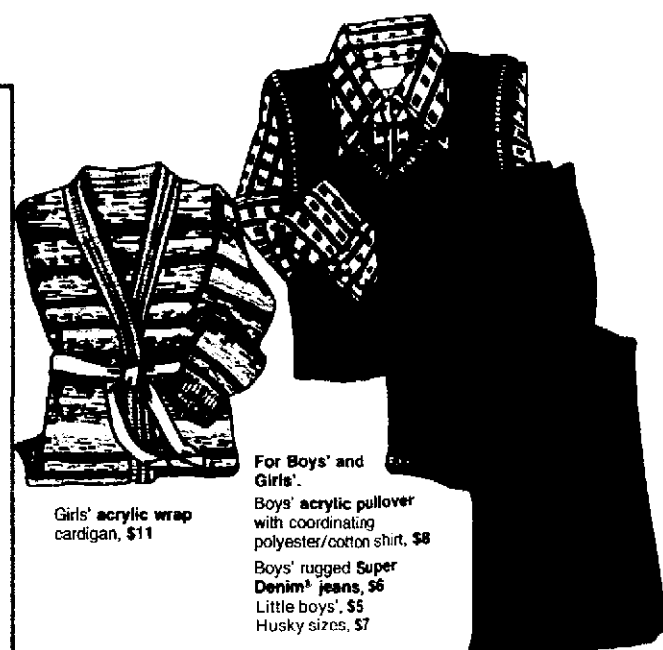 Girls' acrylic wrap
cardigan, $11
For Boys' and
Girls'.
Boys' acrylic pullover
with coordinating
polyester/cotton shirt, $8
Boys' rugged Super
Denim® jeans, $6
Little boys', $5
Husky sizes, $7